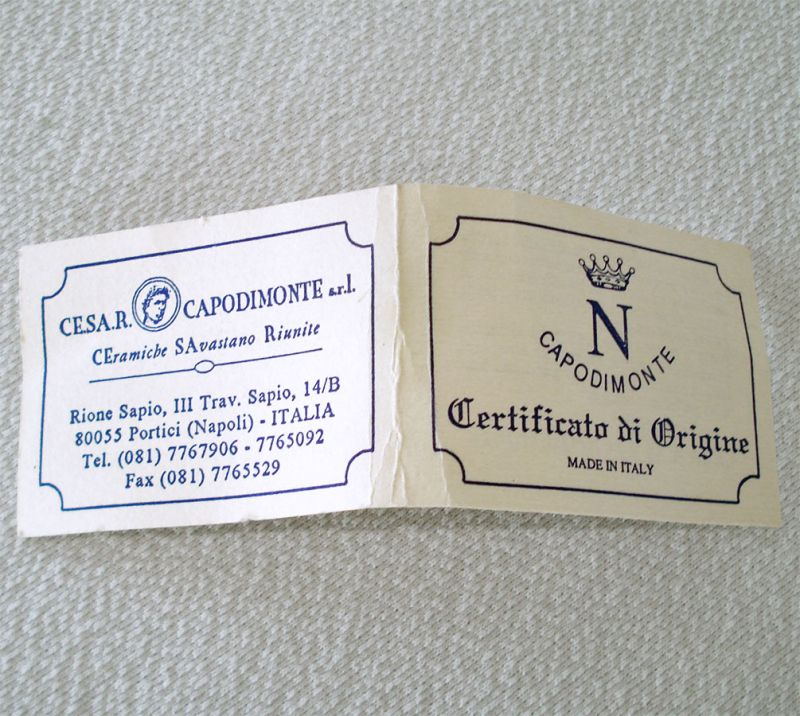 CE.SA.R. CAPODIMONTE s.r.l.
CEramiche SAvastano Riunite
Rione Sapio, III Trav. Sapio, 14/B
80055 Portici (Napoli) - ITALIA
Tel. (081) 7767906 - 7765092
Fax (081) 7765529
N
CAPODIMONTE
Certificato di Origine
MADE IN ITALY